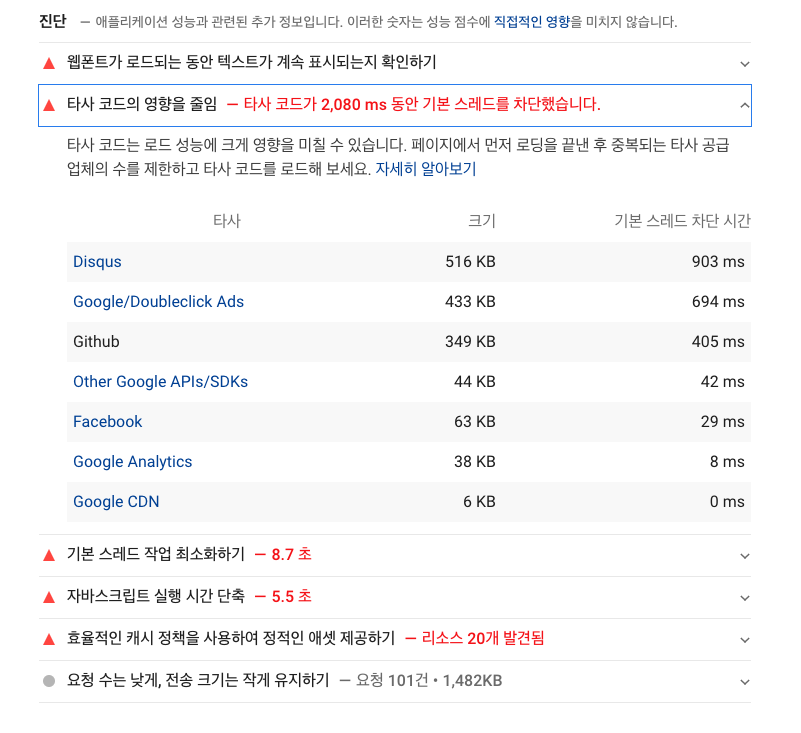 진단 — 애플리케이션 성능과 관련된 추가 정보입니다. 이러한 숫자는 성능 점수에 직접적인 영향을 미치지 않습니다.
웹폰트가 로드되는 동안 텍스트가 계속 표시되는지 확인하기
타사 코드의 영향을 줄임 — 타사 코드가 2,080 ms 동안 기본 스레드를 차단했습니다.
타사 코드는 로드 성능에 크게 영향을 미칠 수 있습니다. 페이지에서 먼저 로딩을 끝낸 후 중복되는 타사 공급
업체의 수를 제한하고 타사 코드를 로드해 보세요. 자세히 알아보기
타사 크기 기본 스레드 차단 시간
Disqus 516 KB 903 ms
Google/Doubleclick Ads 433 KB 694 ms
Github 349 KB 405 ms
Other Google APIs/SDKs 44 KB 42 ms
Facebook 63 KB 29 ms
Google Analytics 38 KB 8 ms
Google CDN 6 KB 0 ms
기본 스레드 작업 최소화하기 — 8.7 초
자바스크립트 실행 시간 단축 — 5.5 초
효율적인 캐시 정책을 사용하여 정적인 애셋 제공하기 — 리소스 20개 발견됨
요청 수는 낮게, 전송 크기는 작게 유지하기 — 요청 101건 • 1,482KB